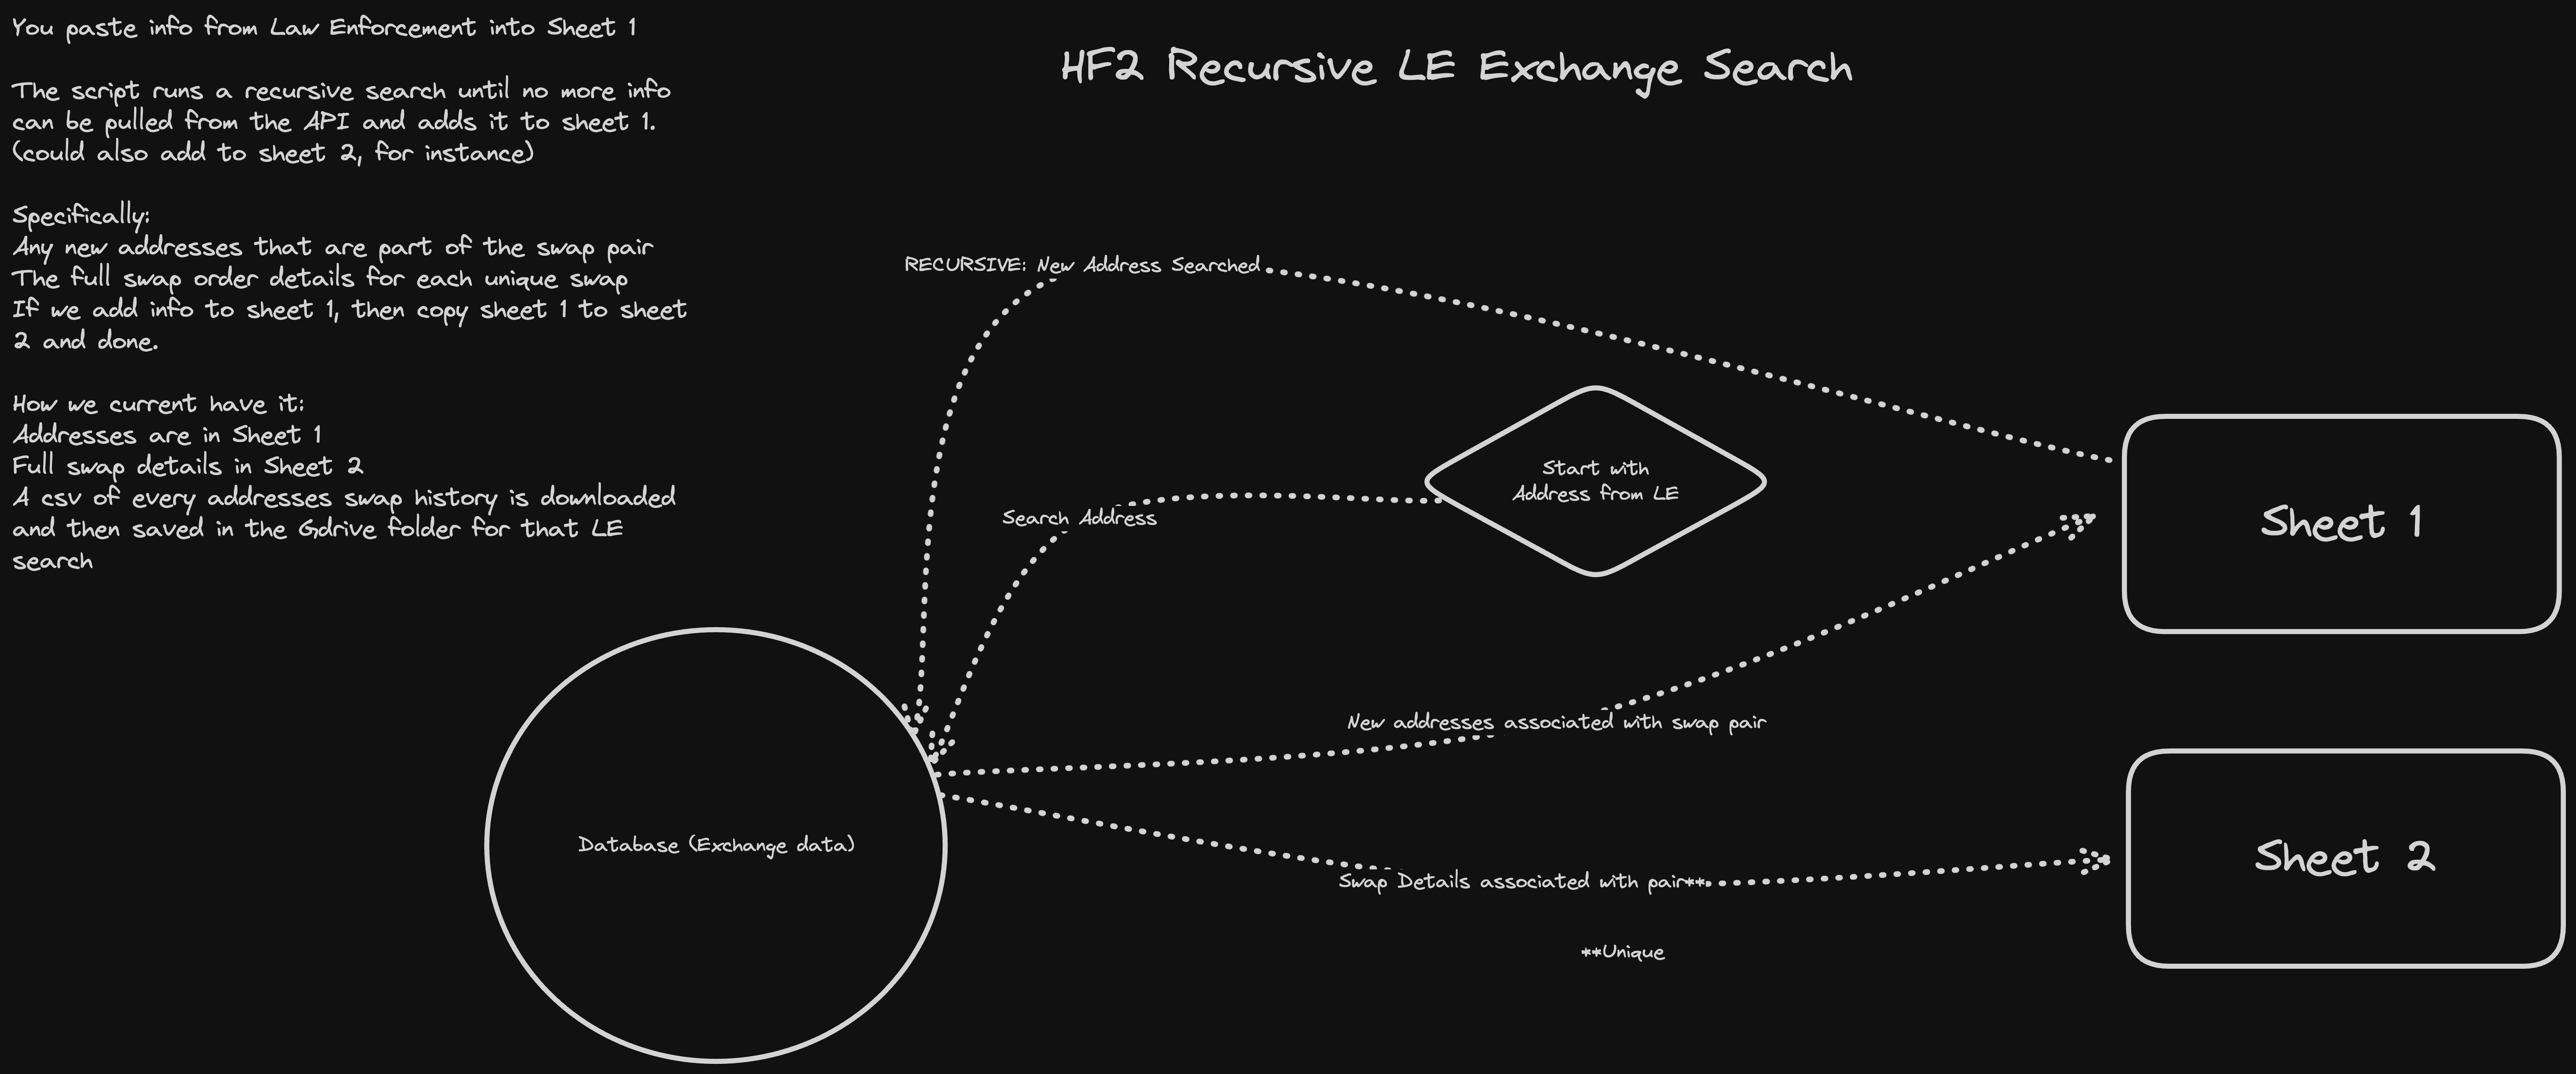 You paste info from Law Enforcement into Sheet 1
The script runs a recursive search until no more info
can be pulled from the API and adds it to sheet 1.
(could also add to sheet 2, for instance)
Specifically:
Any new addresses that are part of the swap pair
The full swap order details for each unique swap
If we add info to sheet 1, then copy sheet 1 to sheet
2 and done.
How we current have it:
Addresses are in Sheet 1
Full swap details in Sheet 2
A csv of every addresses swap history is downloaded
and then saved in the Gdrive folder for that LE
search
HF2 Recursive LE Exchange Search
RECURSIVE: New Address Searched
Start with
Address from LE
Search Address
Sheet 1
New addresses associated with swap pair
Database (Exchange data)
Swap Details associated with pair**
Sheet 2
**Unique